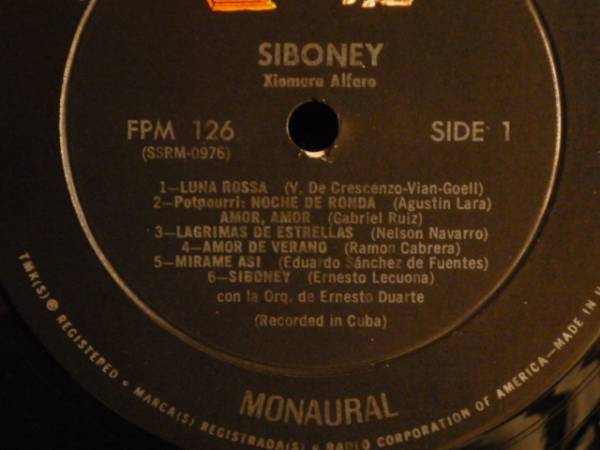 SIBONEY
Xiomara Alfaro
FPM 126
(SSRM-0976)
SIDE 1
1—LUNA ROSSA (V. De Crescenzo-Vian-Goell)
2—Potpourri: NOCHE DE RONDA (Agustin Lara)
AMOR, AMOR (Gabriel Ruiz)
3—LAGRIMAS DE ESTRELLAS (Nelson Navarro)
4—AMOR DE VERANO (Ramon Cabrera)
5—MIRAME ASI (Eduardo Sánchez de Fuentes)
6—SIBONEY (Ernesto Lecuona)
con la Orq. de Ernesto Duarte
(Recorded in Cuba)
MONAURAL
TMK(S) ® REGISTERED • MARCA(S) REGISTRADA(S) • RADIO CORPORATION OF AMERICA—MADE IN